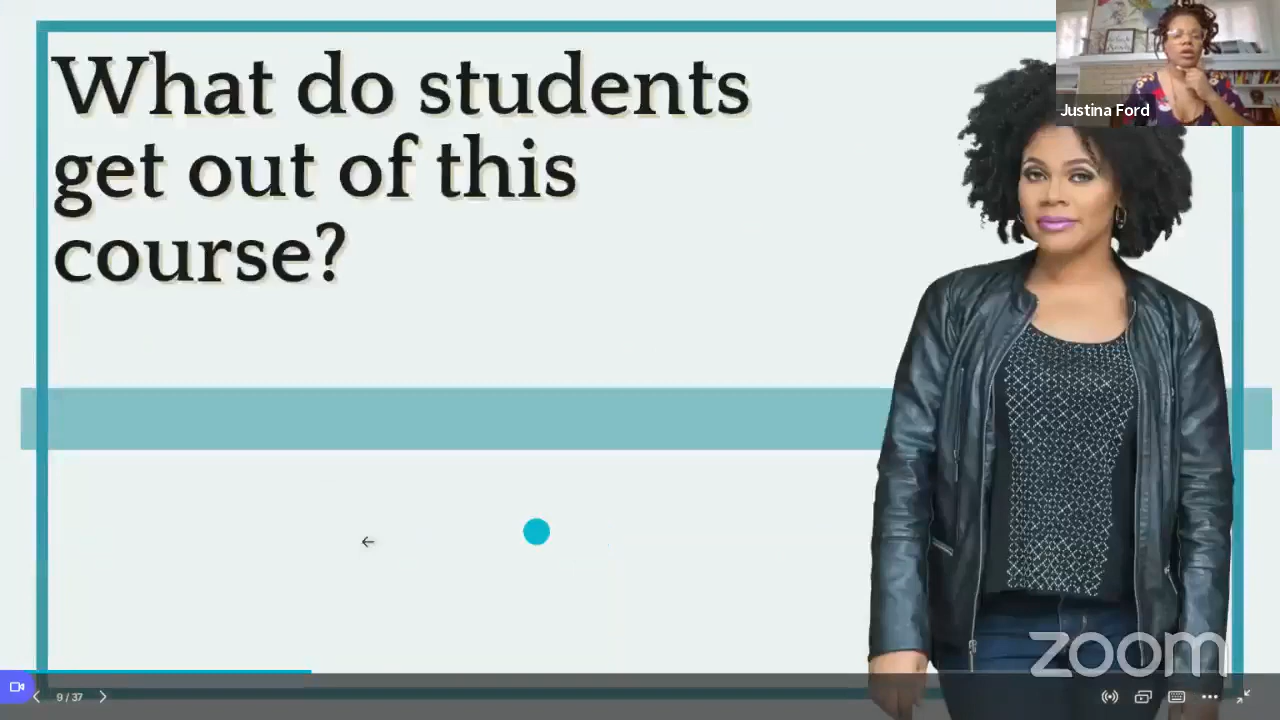 What do students
get out of this
course?
Justina Ford
zoom
9 / 37